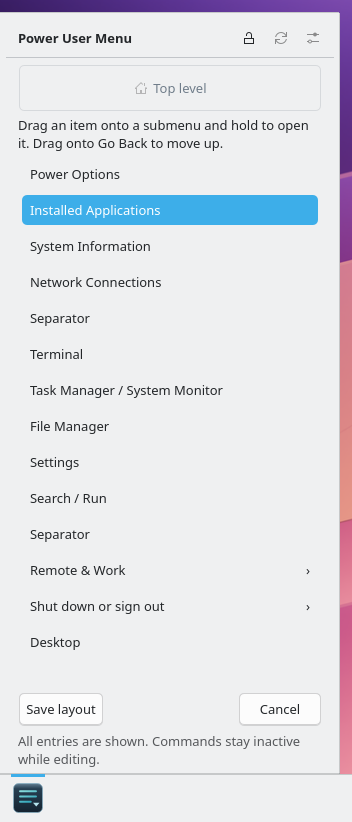 Power User Menu
Top level
Drag an item onto a submenu and hold to open
it. Drag onto Go Back to move up.
Power Options
Installed Applications
System Information
Network Connections
Separator
Terminal
Task Manager / System Monitor
File Manager
Settings
Search / Run
Separator
Remote & Work ›
Shut down or sign out ›
Desktop
Save layout Cancel
All entries are shown. Commands stay inactive
while editing.